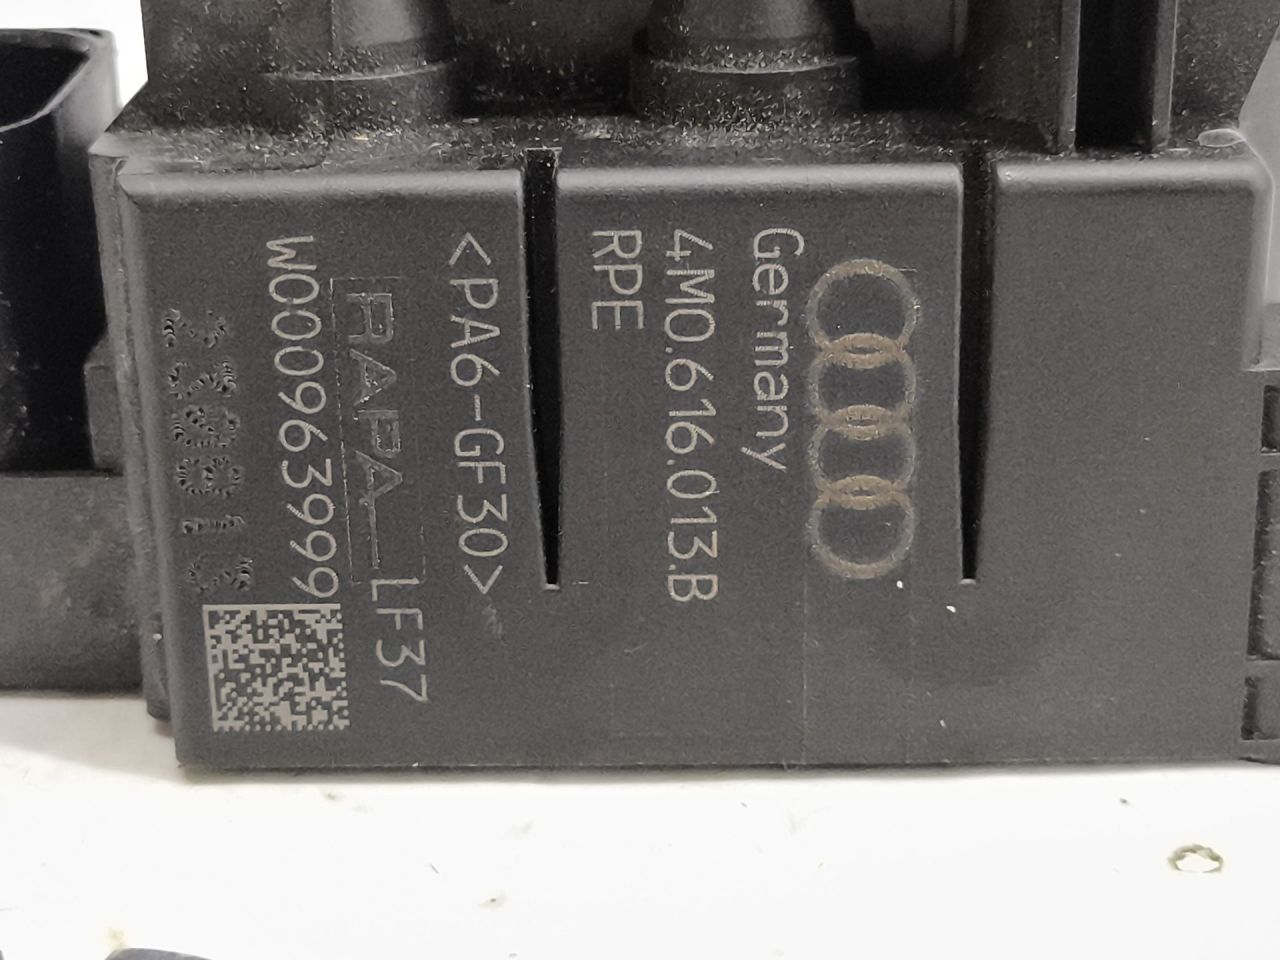 Germany
4M0.616.013.B
RPE
<PA6-GF30>
RAPA LF37
W000963999